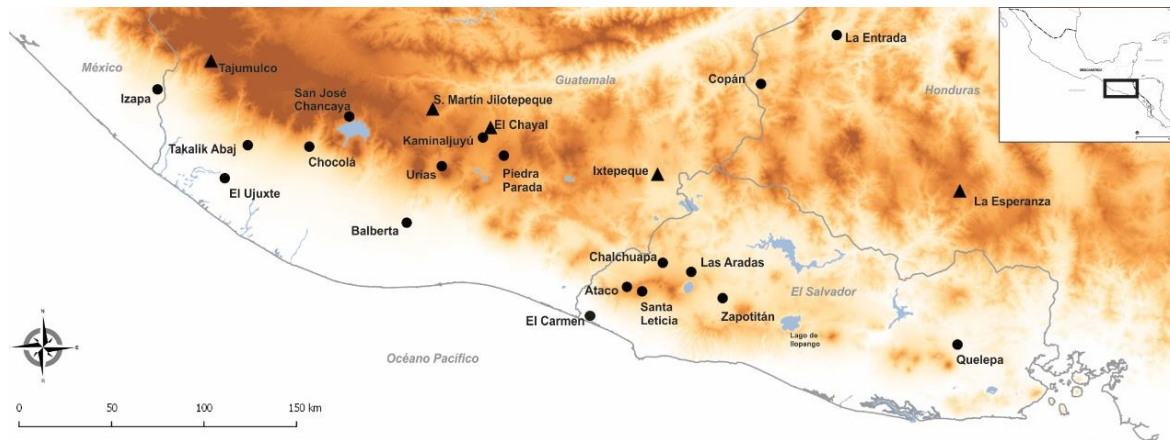 La Entrada
México
Tajumulco
Guatemala
Copán
Honduras
Izapa
San José
Chancaya
S. Martín Jilotepeque
El Chayal
Kaminaljuyú
Takalik Abaj
Chocolá
Urías
Piedra
Parada
Ixtepeque
El Ujuxte
La Esperanza
Balberta
Chalchuapa
Las Aradas
Ataco
Santa
Leticia
El Salvador
Zapotitán
El Carmen
Lago de
Ilopango
Quelepa
Océano Pacífico
N
0 50 100 150 km